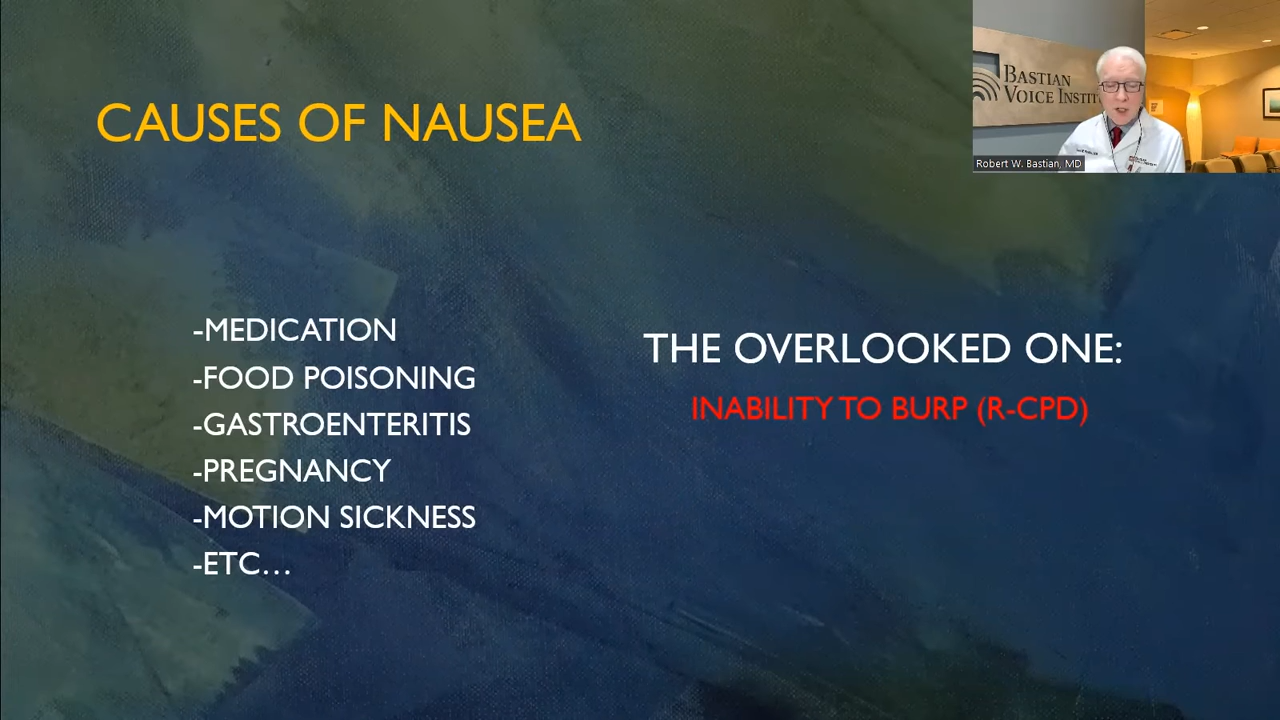 CAUSES OF NAUSEA
BASTIAN
VOICE INSTIT
Robert W. Bastian, MD
-MEDICATION
-FOOD POISONING
-GASTROENTERITIS
-PREGNANCY
-MOTION SICKNESS
-ETC…
THE OVERLOOKED ONE:
INABILITY TO BURP (R-CPD)